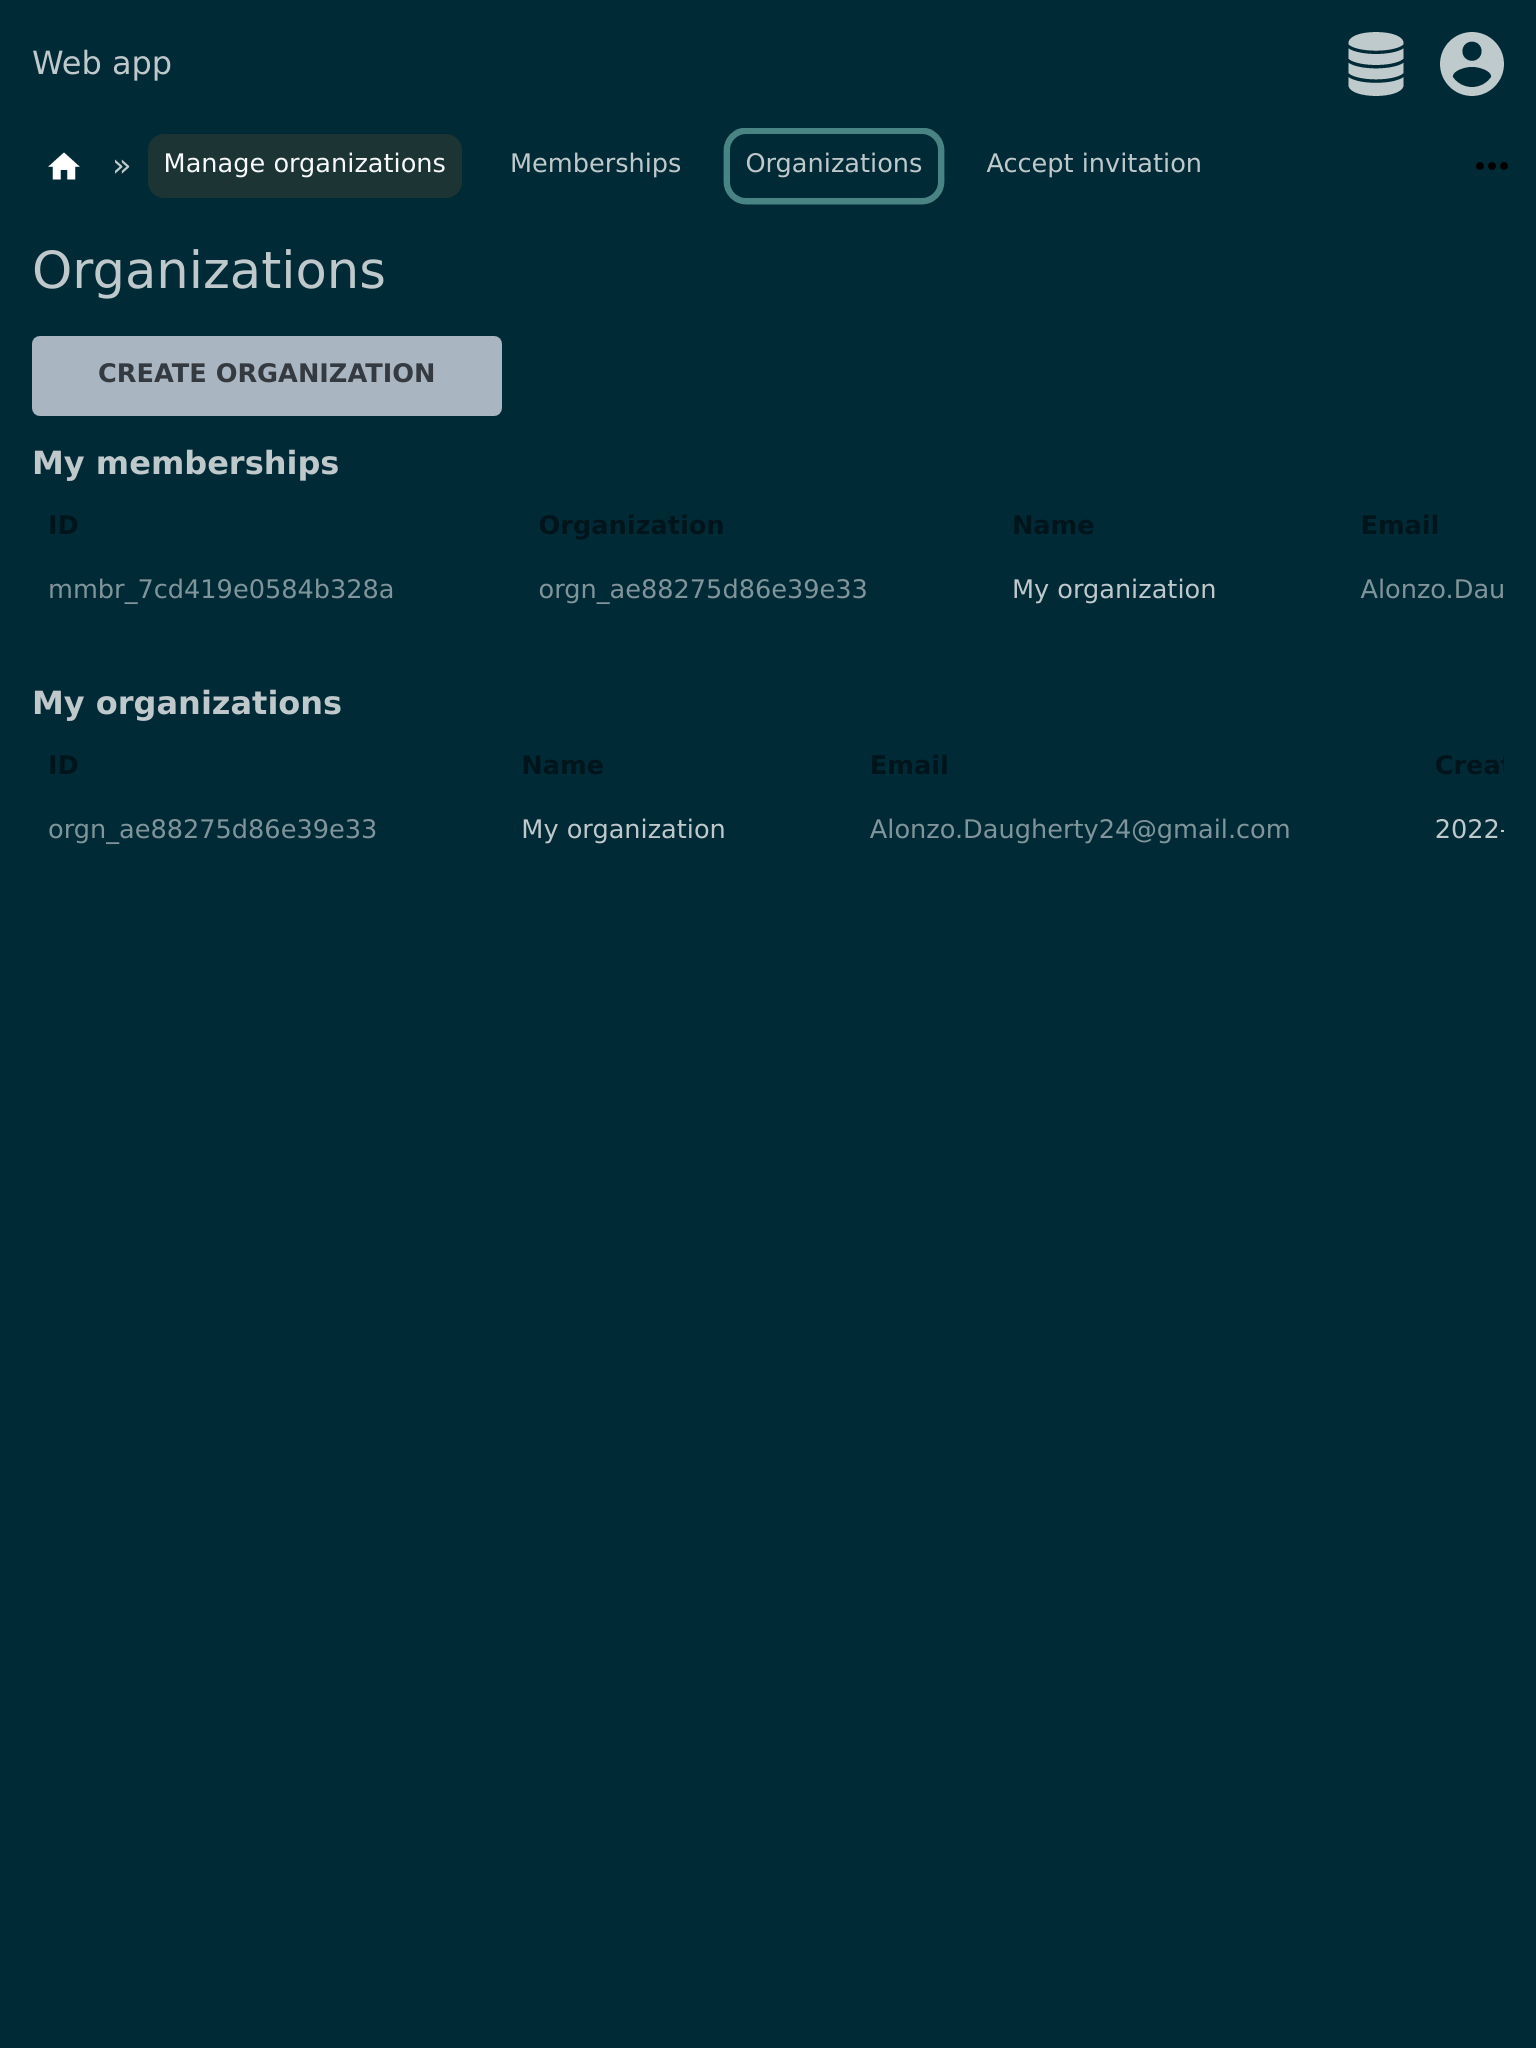 Web app
» Manage organizations Memberships Organizations Accept invitation
Organizations
CREATE ORGANIZATION
My memberships
ID Organization Name Email
mmbr_7cd419e0584b328a orgn_ae88275d86e39e33 My organization Alonzo.Dau
My organizations
ID Name Email Creat
orgn_ae88275d86e39e33 My organization Alonzo.Daugherty24@gmail.com 2022-